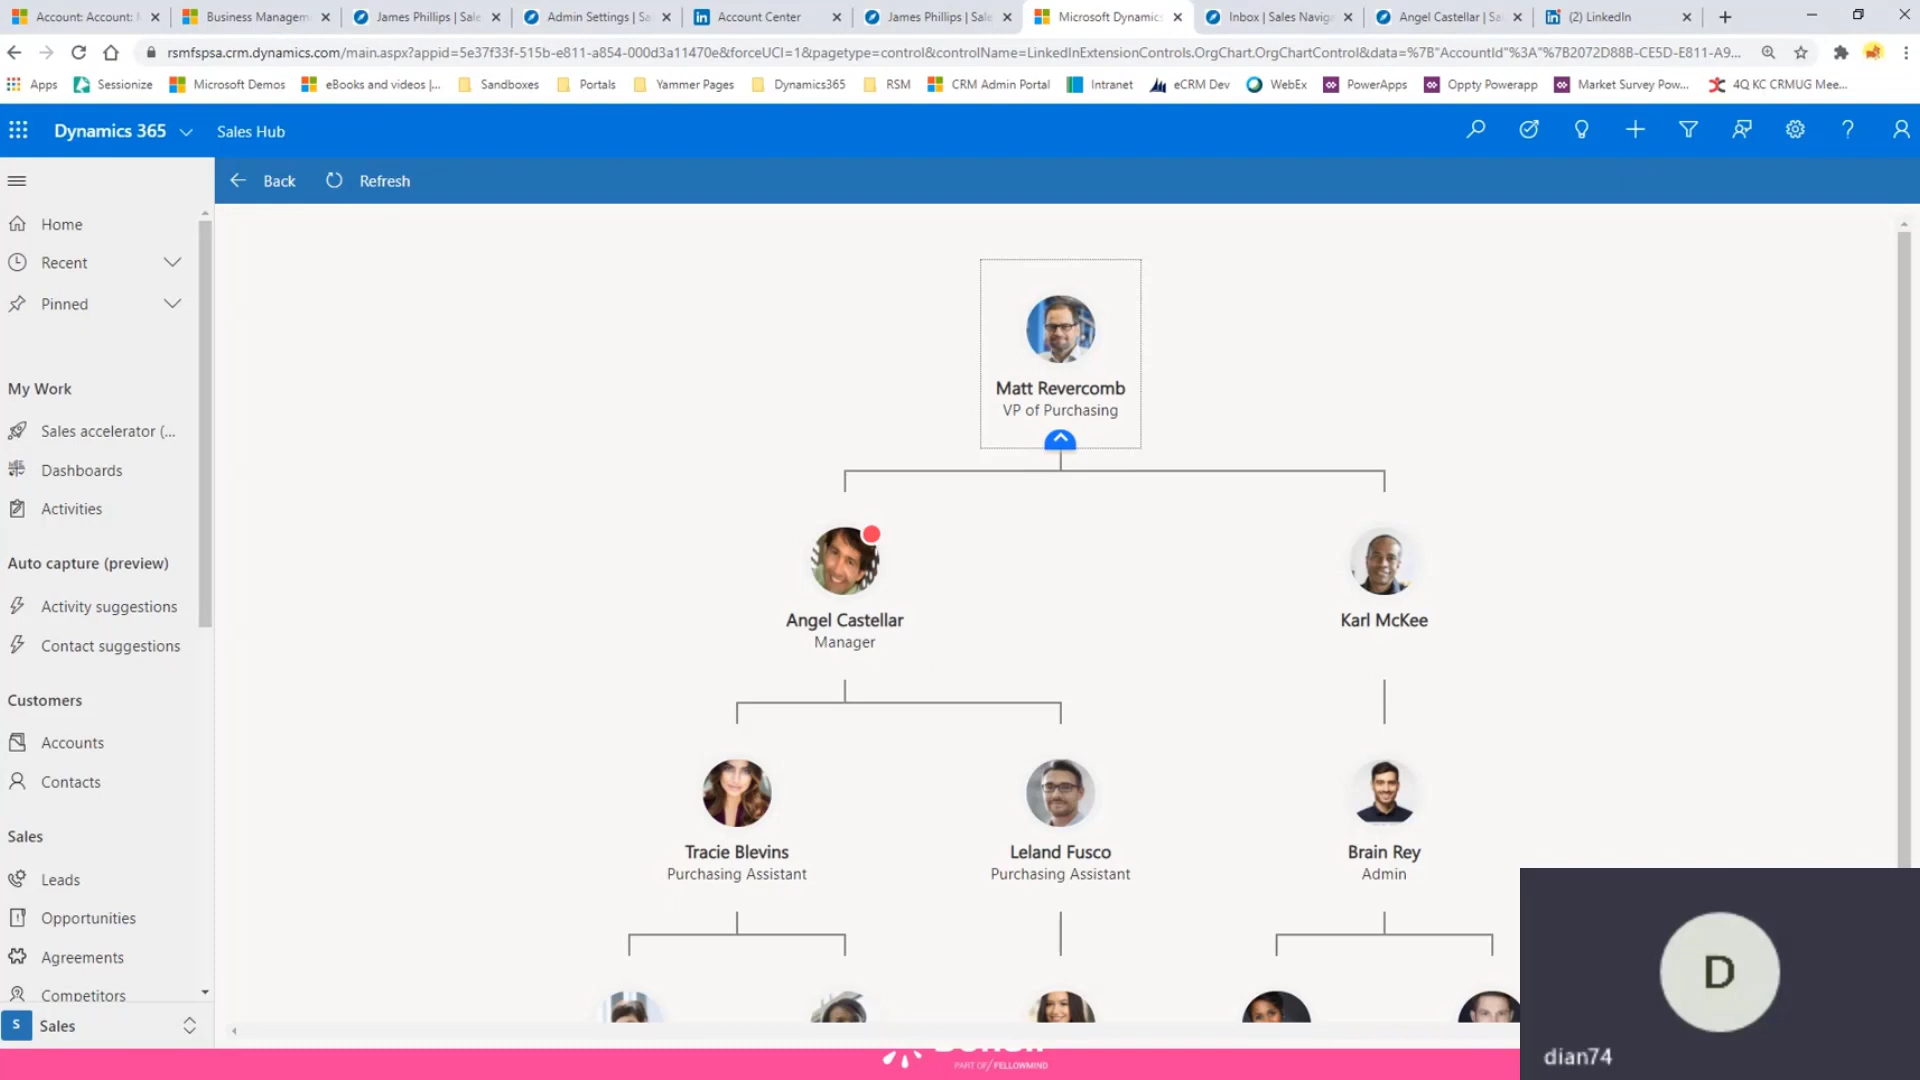 Account: Account:
Business Managem
James Phillips | Sale
Admin Settings | Sa
Account Center
James Phillips | Sale
Microsoft Dynamics
Inbox | Sales Naviga
Angel Castellar | Sa
(2) LinkedIn
rsmfspsa.crm.dynamics.com/main.aspx?appid=5e37f33f-515b-e811-a854-000d3a11470e&forceUCI=1&pagetype=control&controlName=LinkedInExtensionControls.OrgChart.OrgChartControl&data=%7B"AccountId"%3A"%7B2072D88B-CE5D-E811-A9...
Apps
Sessionize
Microsoft Demos
eBooks and videos |...
Sandboxes
Portals
Yammer Pages
Dynamics365
RSM
CRM Admin Portal
Intranet
eCRM Dev
WebEx
PowerApps
Oppty Powerapp
Market Survey Pow...
4Q KC CRMUG Mee...
Dynamics 365
Sales Hub
Back
Refresh
Home
Recent
Pinned
My Work
Sales accelerator (...
Dashboards
Activities
Auto capture (preview)
Activity suggestions
Contact suggestions
Customers
Accounts
Contacts
Sales
Leads
Opportunities
Agreements
Competitors
S
Sales
Matt Revercomb
VP of Purchasing
Angel Castellar
Manager
Karl McKee
Tracie Blevins
Purchasing Assistant
Leland Fusco
Purchasing Assistant
Brain Rey
Admin
D
dian74
PART OF / FELLOWMIND